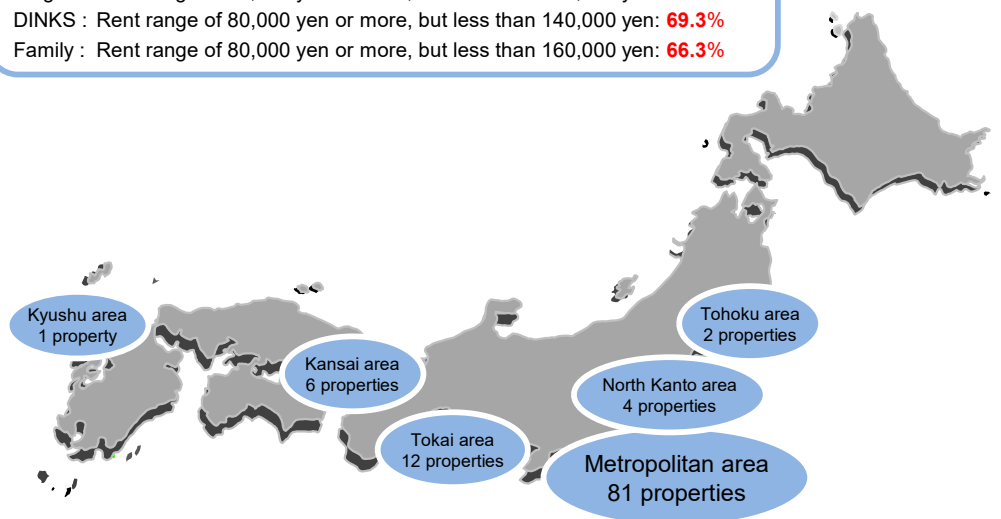 DINKS : Rent range of 80,000 yen or more, but less than 140,000 yen: 69.3%
Family : Rent range of 80,000 yen or more, but less than 160,000 yen: 66.3%
Kyushu area
1 property
Tohoku area
2 properties
Kansai area
6 properties
North Kanto area
4 properties
Tokai area
12 properties
Metropolitan area
81 properties